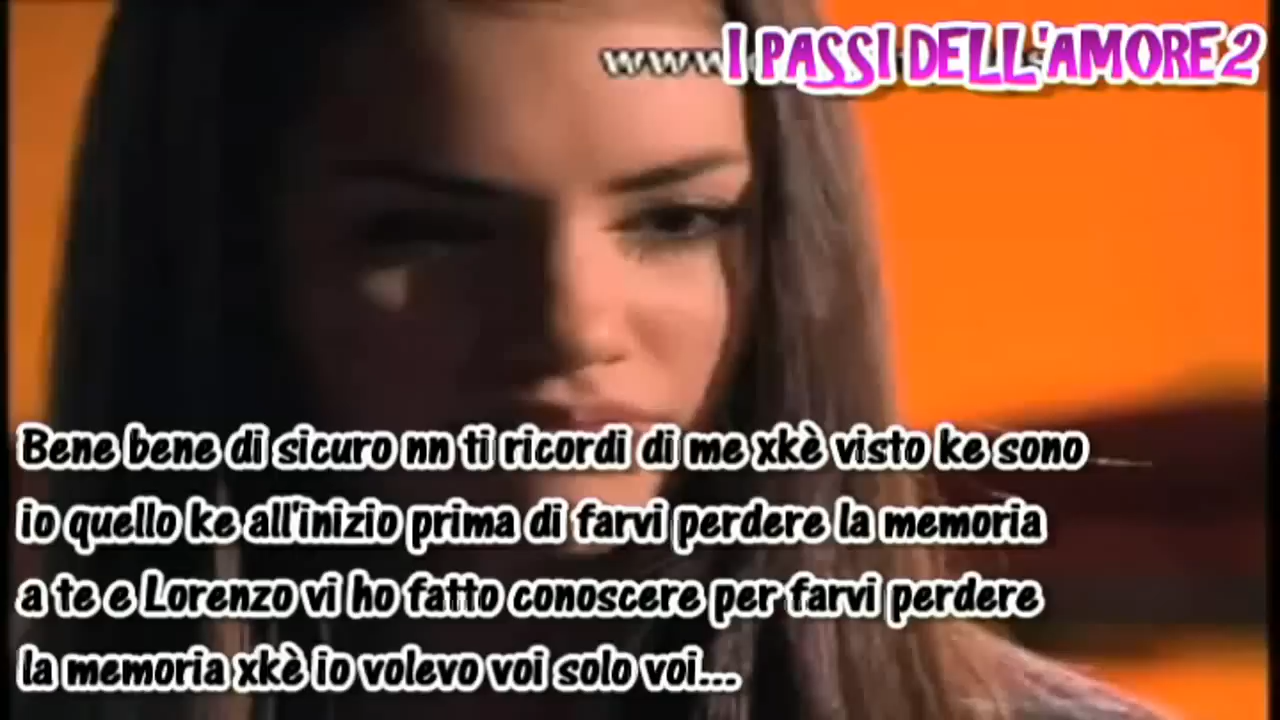 www.
I PASSI DELL'AMORE 2
Bene bene di sicuro nn ti ricordi di me xkè visto ke sono
io quello ke all'inizio prima di farvi perdere la memoria
a te e Lorenzo vi ho fatto conoscere per farvi perdere
la memoria xkè io volevo voi solo voi...